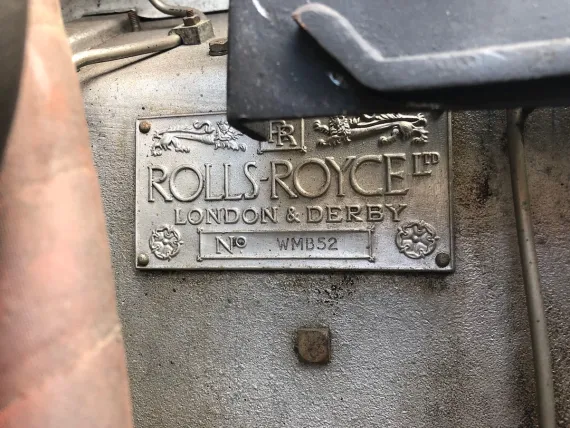 RR
ROLLS-ROYCE LTD
LONDON & DERBY
No WMB52